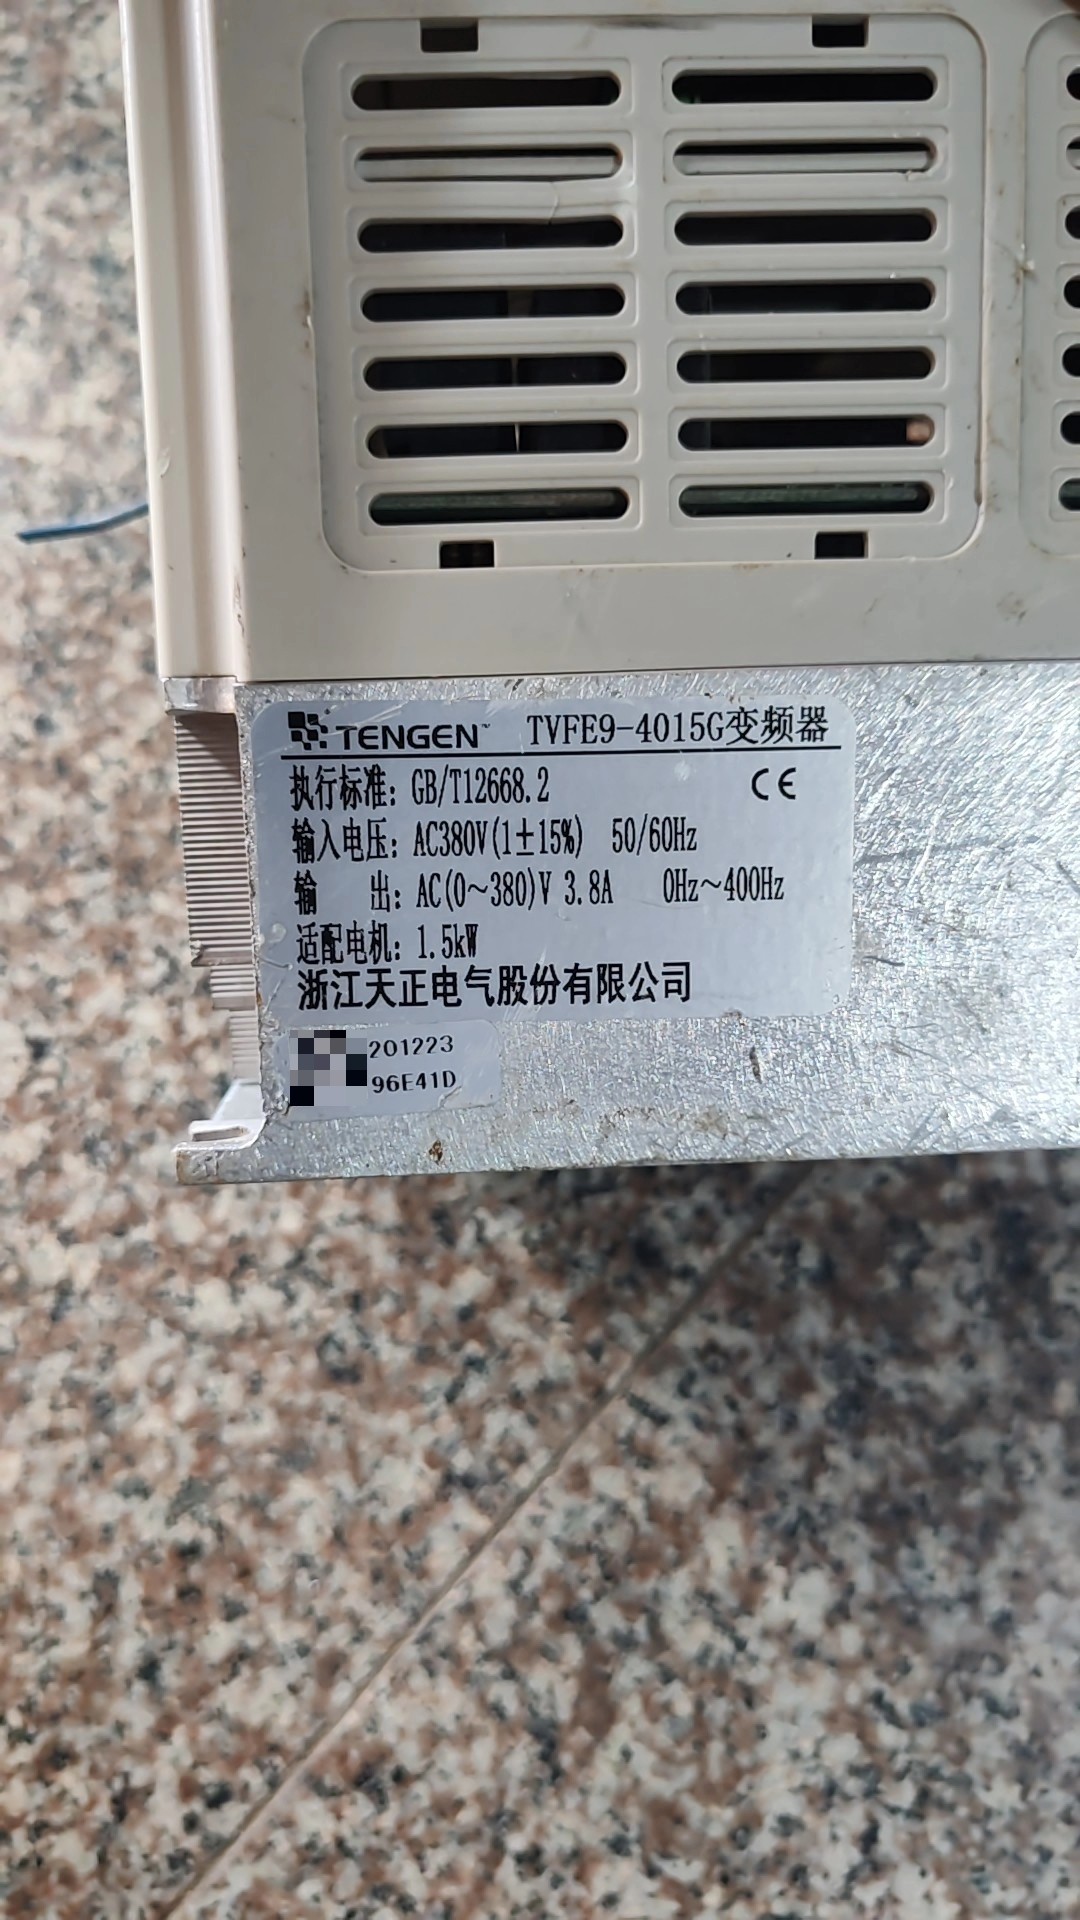 TENGEN™ TVFE9-4015G变频器
执行标准: GB/T12668.2 CE
输入电压: AC380V(1±15%) 50/60Hz
输 出: AC(0～380)V 3.8A 0Hz～400Hz
适配电机: 1.5kW
浙江天正电气股份有限公司
201223
96E41D